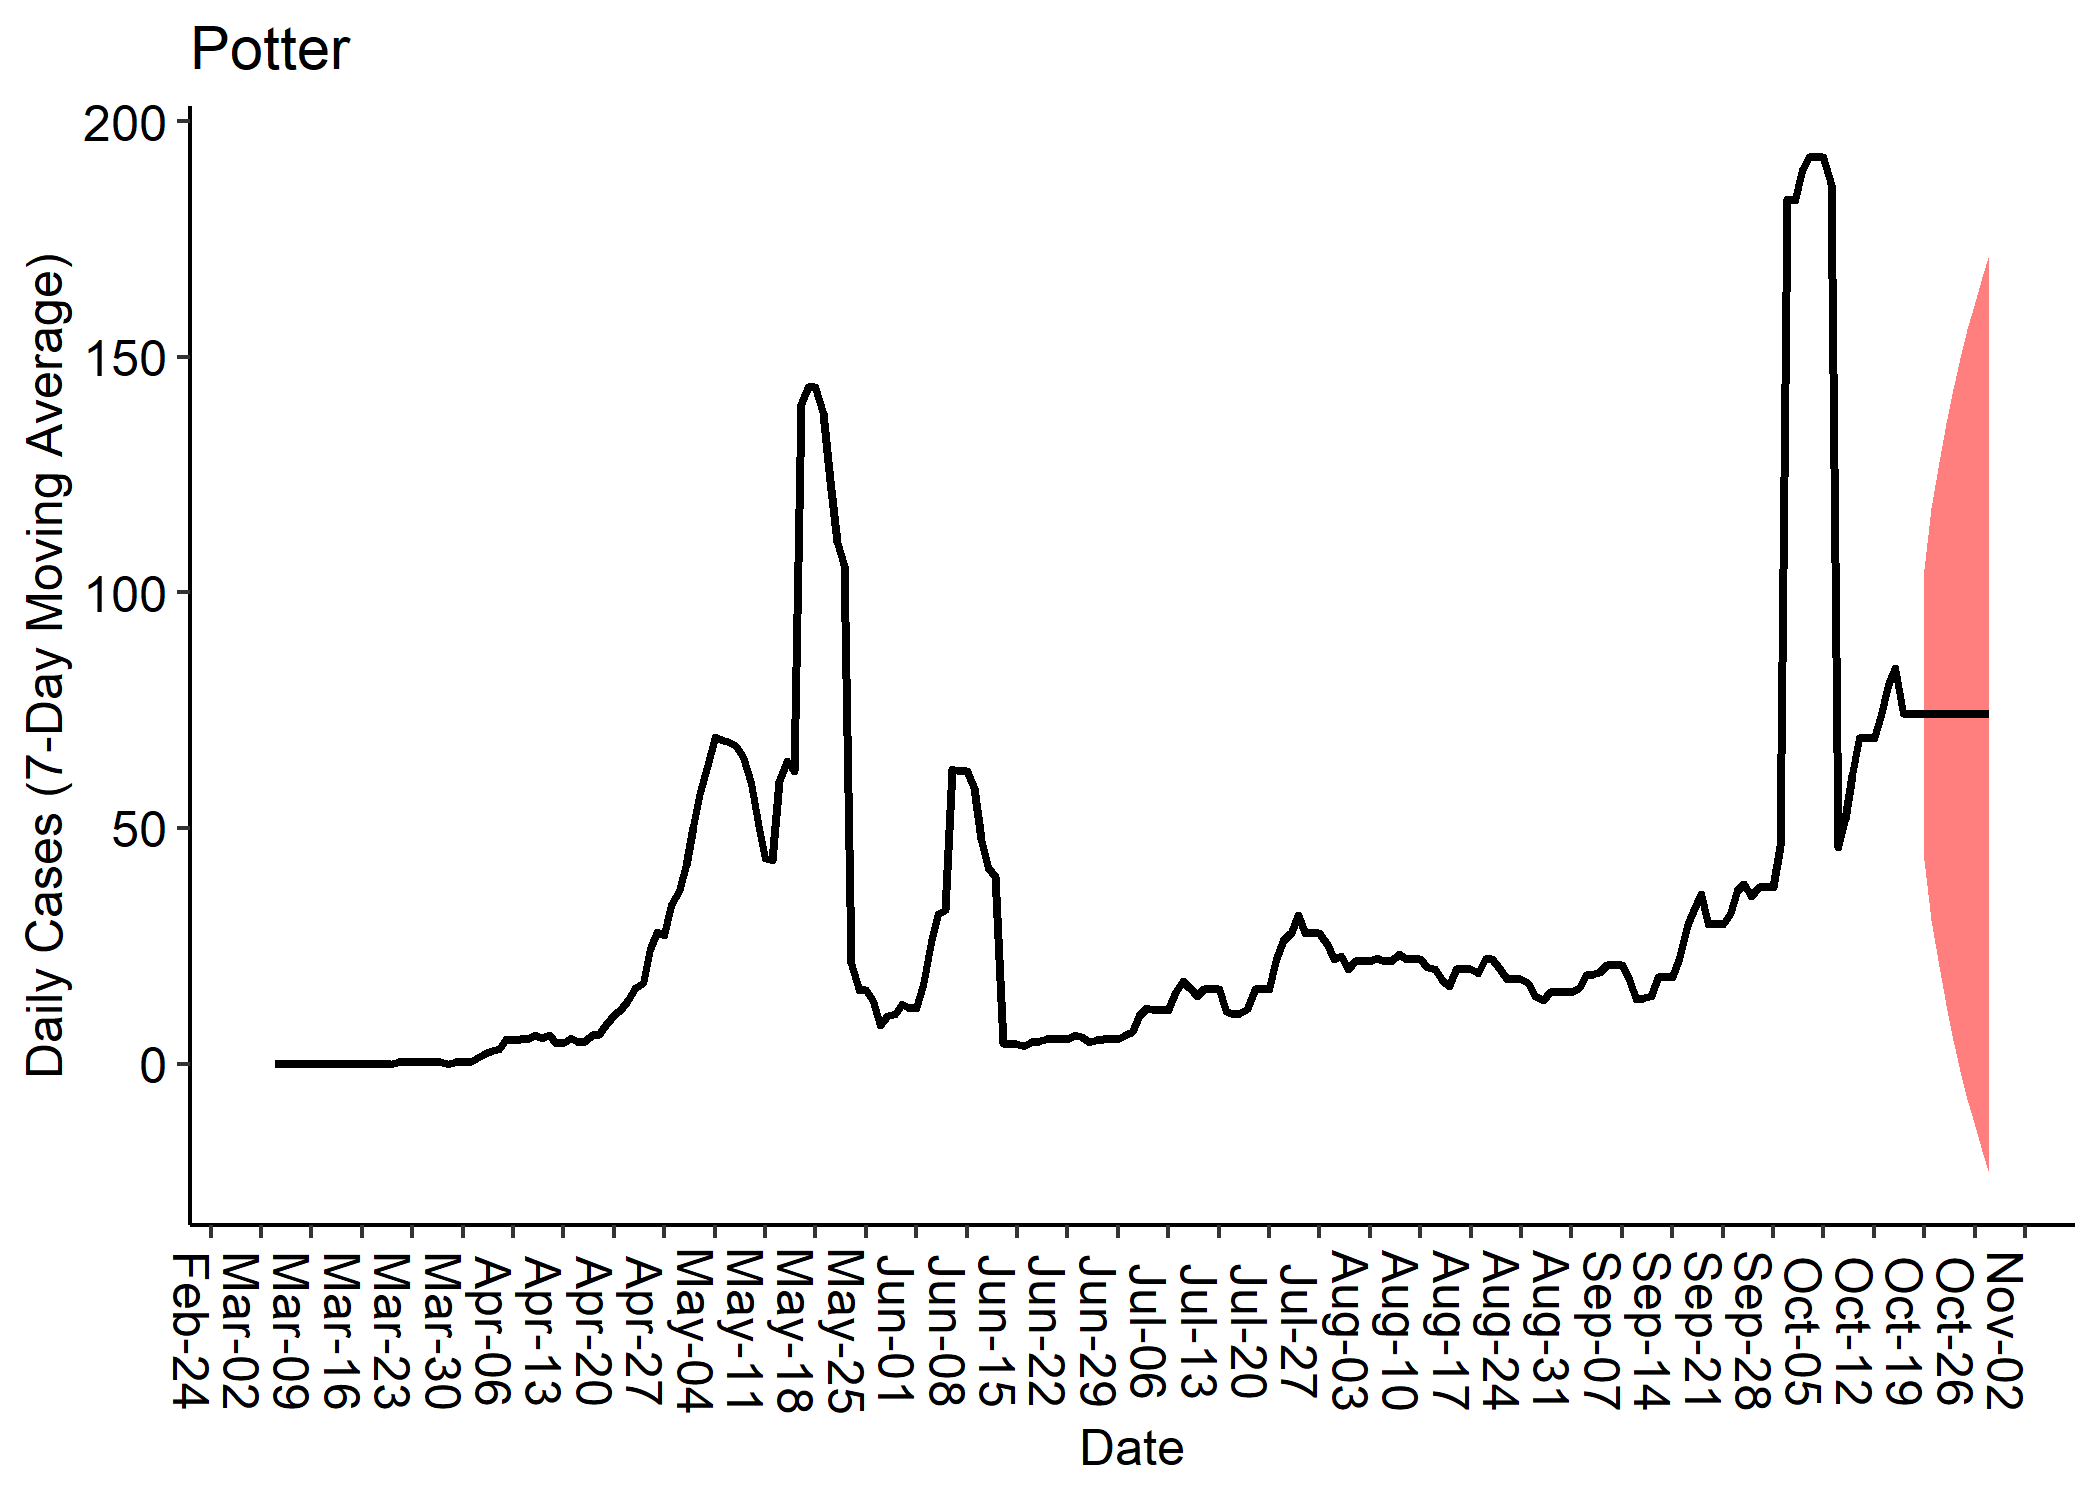 Potter
Daily Cases (7-Day Moving Average)
200
150
100
50
0
Feb-24
Mar-02
Mar-09
Mar-16
Mar-23
Mar-30
Apr-06
Apr-13
Apr-20
Apr-27
May-04
May-11
May-18
May-25
Jun-01
Jun-08
Jun-15
Jun-22
Jun-29
Jul-06
Jul-13
Jul-20
Jul-27
Aug-03
Aug-10
Aug-17
Aug-24
Aug-31
Sep-07
Sep-14
Sep-21
Sep-28
Oct-05
Oct-12
Oct-19
Oct-26
Nov-02
Date